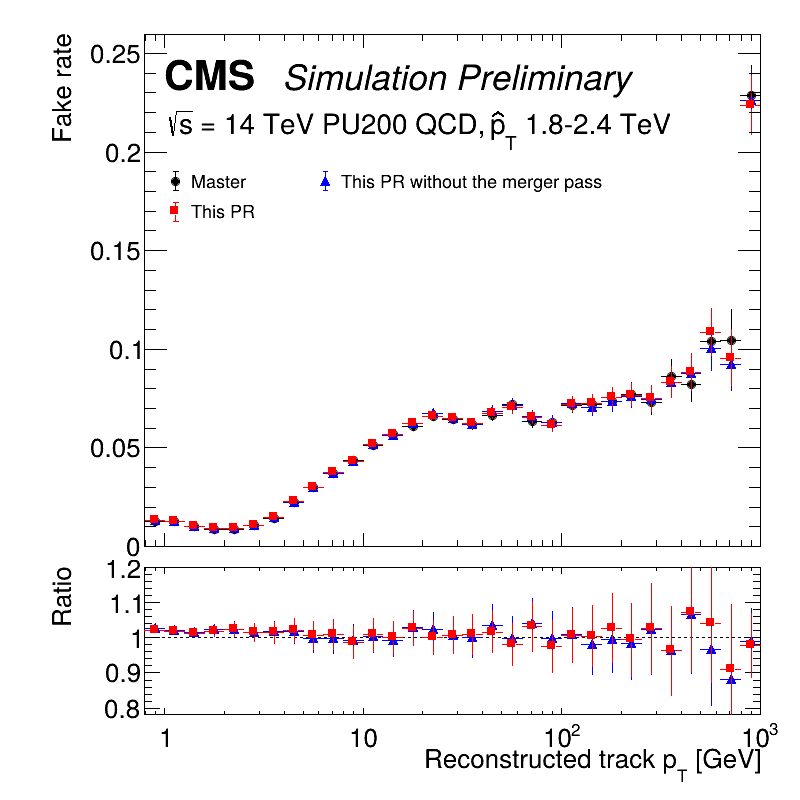 Fake rate
0.25
0.2
0.15
0.1
0.05
0
CMS Simulation Preliminary
√s = 14 TeV PU200 QCD, p̂T 1.8-2.4 TeV
Master
This PR without the merger pass
This PR
Ratio
1.2
1.1
1
0.9
0.8
1 10 10² 10³
Reconstructed track pT [GeV]